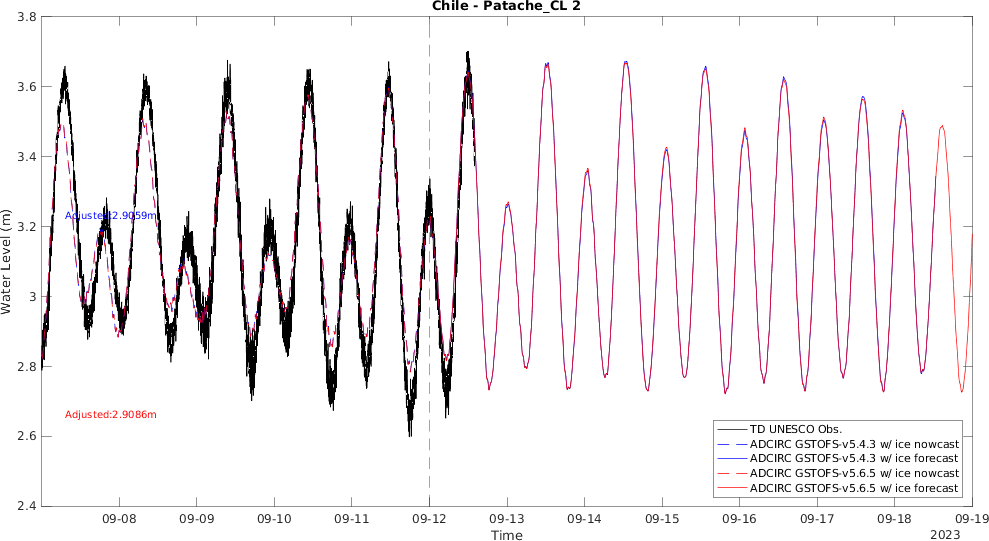 Chile - Patache_CL 2
3.8
3.6
3.4
3.2
3
2.8
2.6
2.4
Water Level (m)
Adjusted:2.9059m
Adjusted:2.9086m
TD UNESCO Obs.
ADCIRC GSTOFS-v5.4.3 w/ ice nowcast
ADCIRC GSTOFS-v5.4.3 w/ ice forecast
ADCIRC GSTOFS-v5.6.5 w/ ice nowcast
ADCIRC GSTOFS-v5.6.5 w/ ice forecast
09-08 09-09 09-10 09-11 09-12 09-13 09-14 09-15 09-16 09-17 09-18 09-19
Time
2023